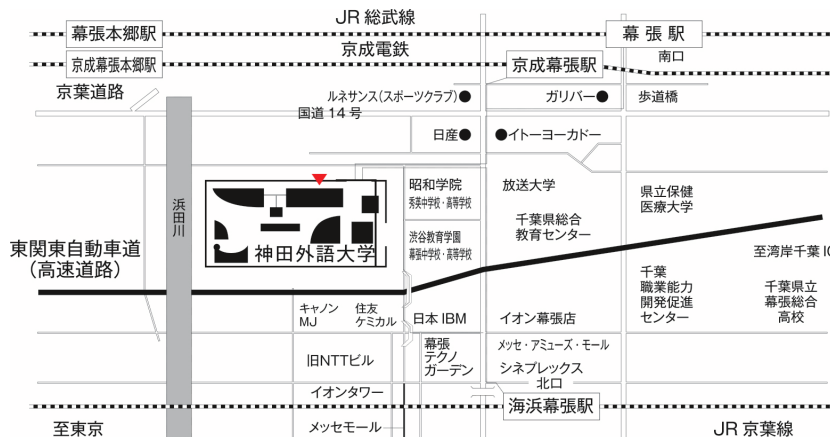 JR 総武線
幕張本郷駅
幕張駅
京成電鉄
南口
京成幕張本郷駅
京成幕張駅
京葉道路
ルネサンス(スポーツクラブ)
ガリバー
歩道橋
国道14号
日産
イトーヨーカドー
昭和学院
秀英中学校・高等学校
放送大学
県立保健
医療大学
浜田川
千葉県総合
教育センター
渋谷教育学園
幕張中学校・高等学校
神田外語大学
東関東自動車道
(高速道路)
至湾岸千葉IC
千葉
職業能力
開発促進
センター
千葉県立
幕張総合
高校
キャノン
MJ
住友
ケミカル
日本IBM
イオン幕張店
旧NTTビル
幕張
テクノ
ガーデン
メッセ・アミューズ・モール
シネプレックス
北口
イオンタワー
海浜幕張駅
至東京
メッセモール
JR 京葉線